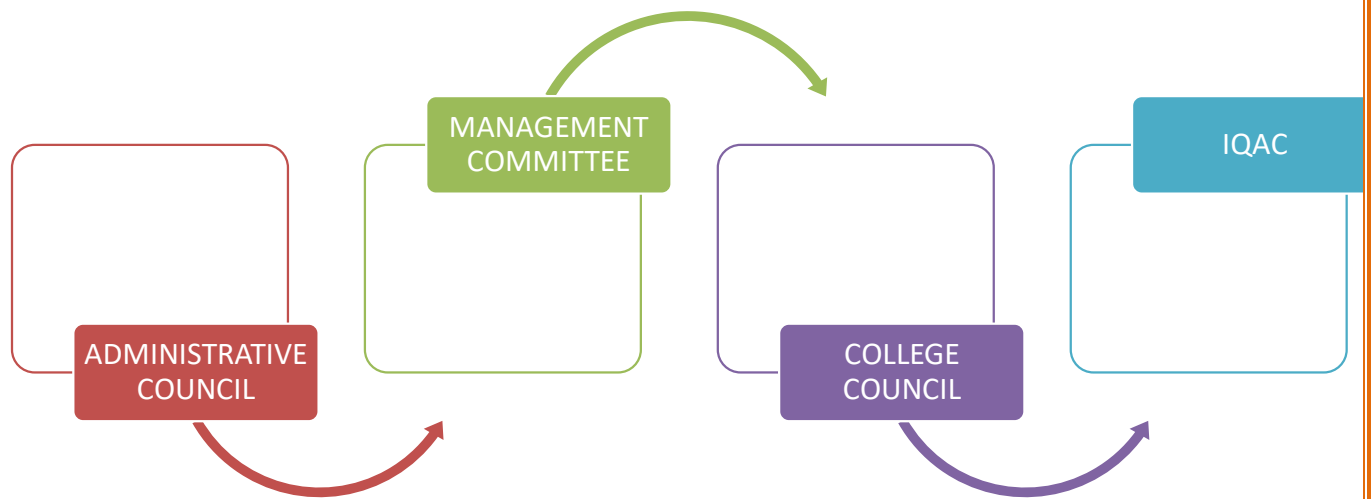 ADMINISTRATIVE
COUNCIL
MANAGEMENT
COMMITTEE
COLLEGE
COUNCIL
IQAC